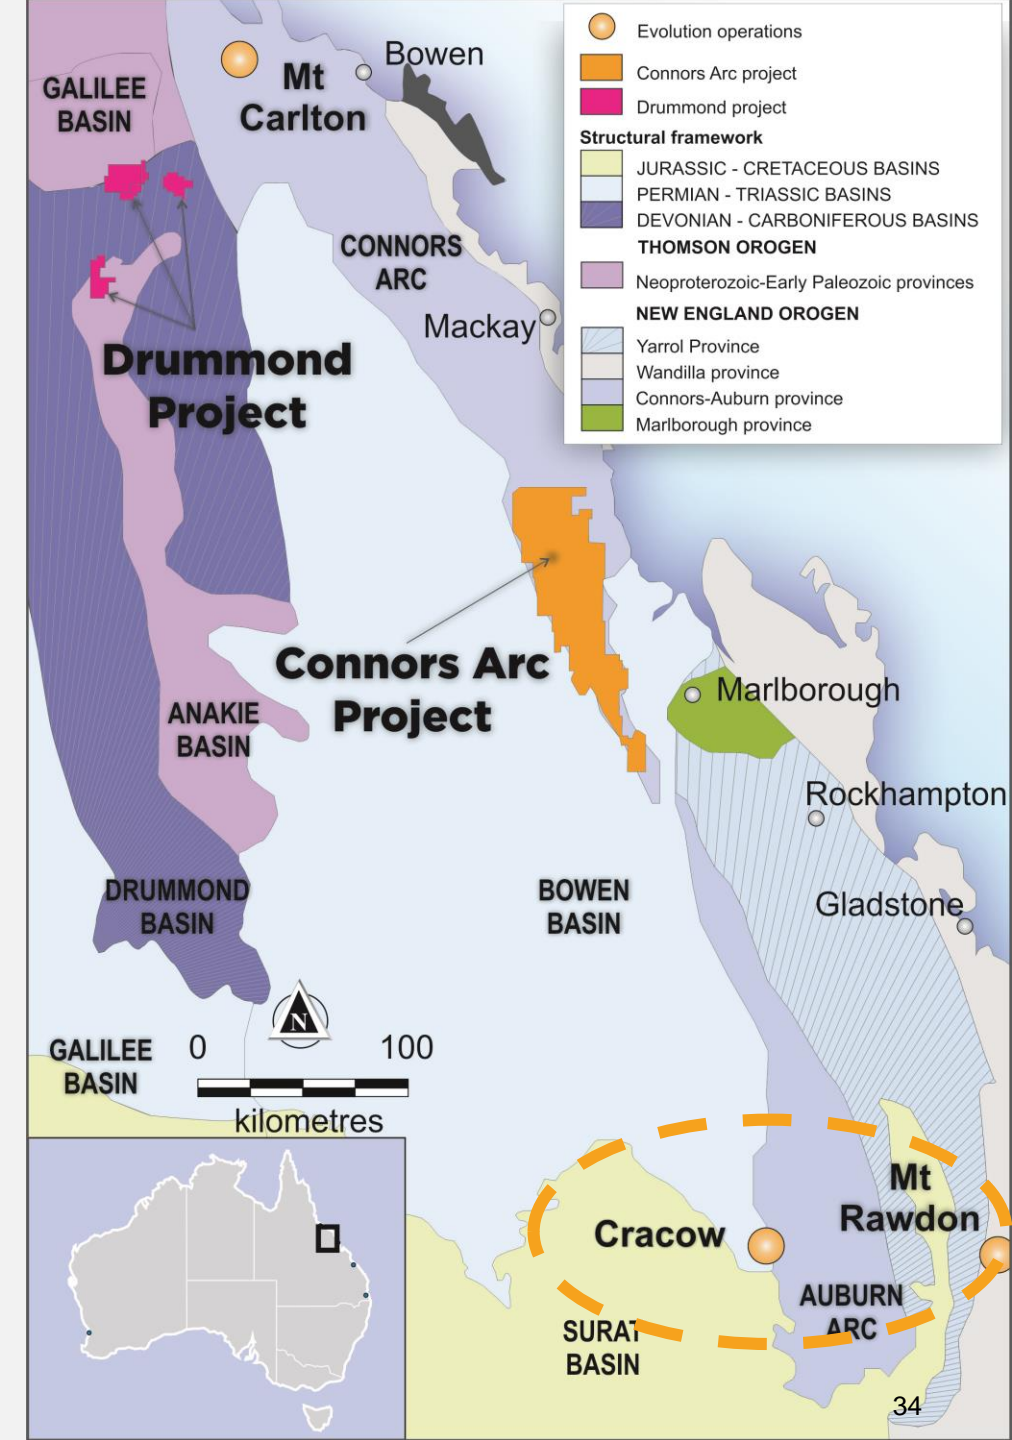 Evolution operations
Connors Arc project
Drummond project
Structural framework
JURASSIC - CRETACEOUS BASINS
PERMIAN - TRIASSIC BASINS
DEVONIAN - CARBONIFEROUS BASINS
THOMSON OROGEN
Neoproterozoic-Early Paleozoic provinces
NEW ENGLAND OROGEN
Yarrol Province
Wandilla province
Connors-Auburn province
Marlborough province
Bowen
Mt
Carlton
GALILEE
BASIN
CONNORS
ARC
Mackay
Drummond
Project
Connors Arc
Project
Marlborough
ANAKIE
BASIN
Rockhampton
DRUMMOND
BASIN
BOWEN
BASIN
Gladstone
N
GALILEE
BASIN
0 100
kilometres
Mt
Rawdon
Cracow
AUBURN
ARC
SURAT
BASIN
34